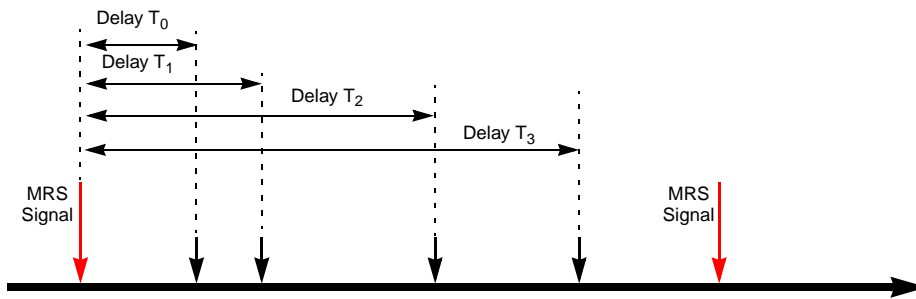 Delay T0
Delay T1
Delay T2
Delay T3
MRS
Signal
MRS
Signal